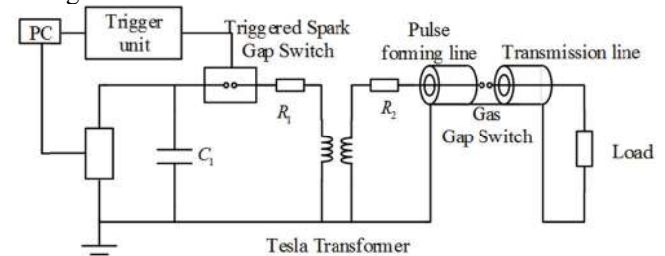 PC
Trigger
unit
Triggered Spark
Gap Switch
Pulse
forming line
Transmission line
R₁
R₂
Gas
Gap Switch
C₁
Load
Tesla Transformer